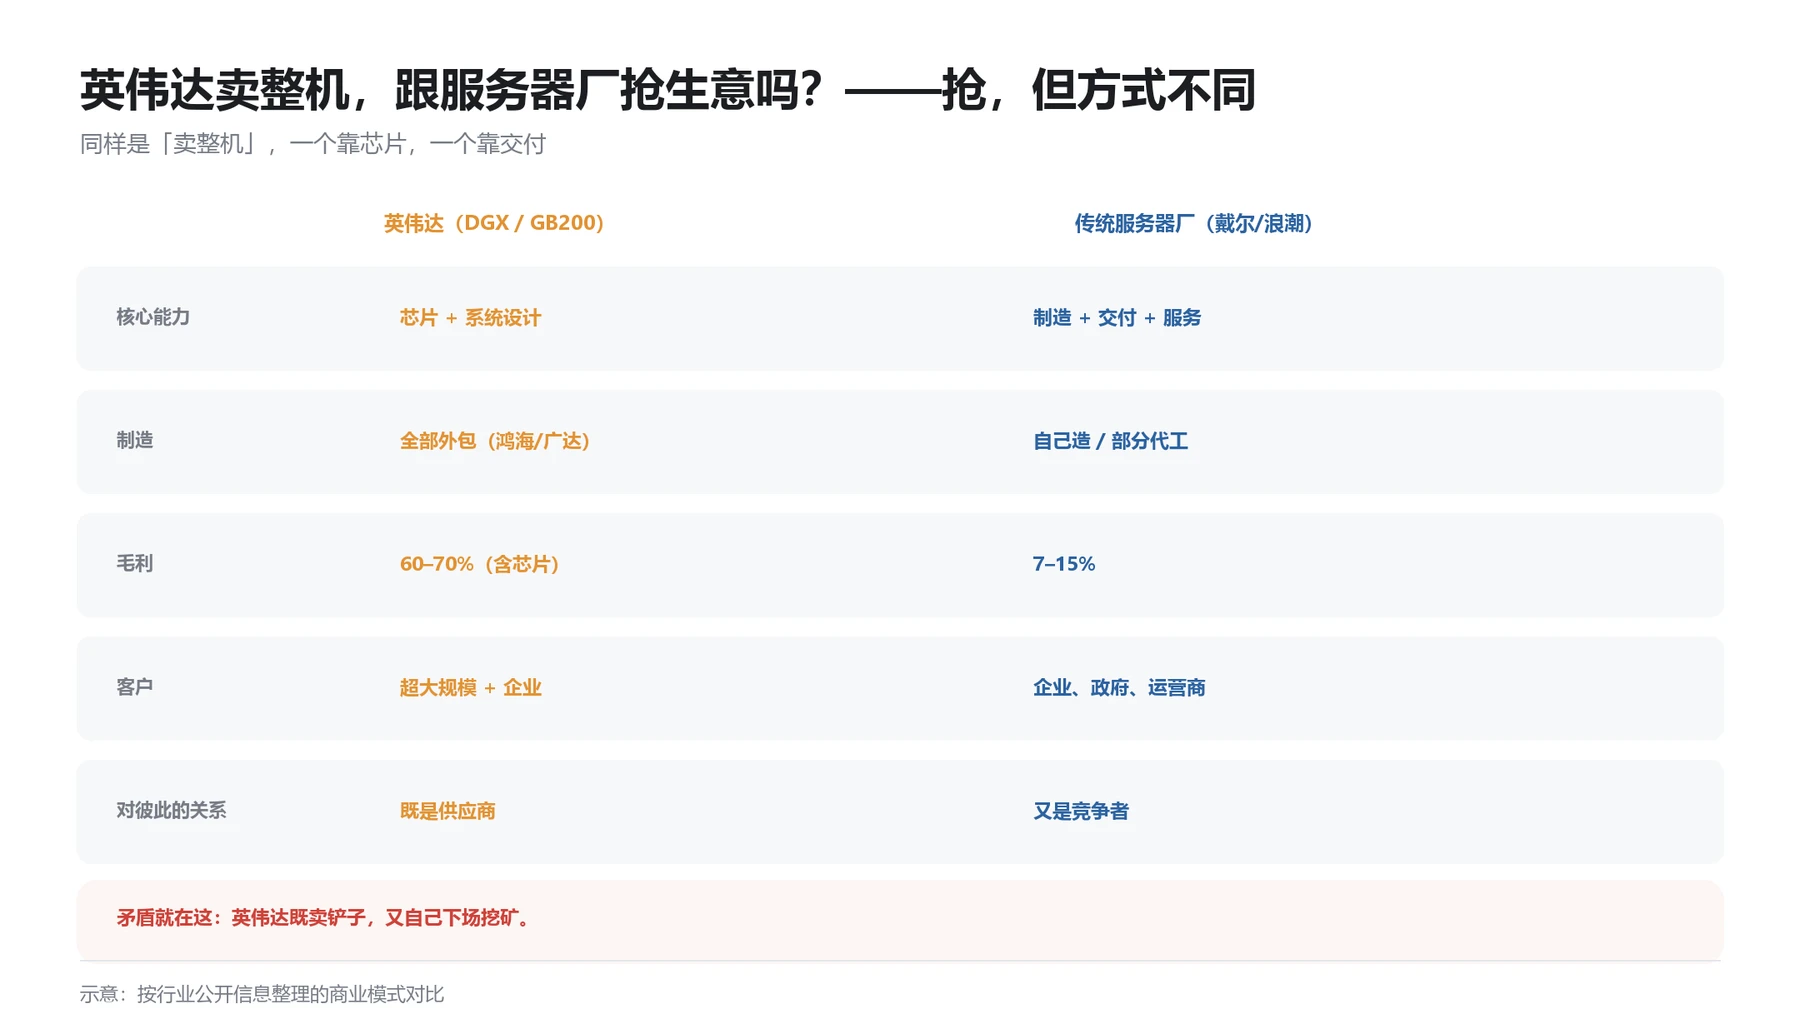 英伟达卖整机，跟服务器厂抢生意吗？——抢，但方式不同
同样是「卖整机」，一个靠芯片，一个靠交付
英伟达（DGX / GB200） 传统服务器厂（戴尔/浪潮）
核心能力 芯片 + 系统设计 制造 + 交付 + 服务
制造 全部外包（鸿海/广达） 自己造 / 部分代工
毛利 60–70%（含芯片） 7–15%
客户 超大规模 + 企业 企业、政府、运营商
对彼此的关系 既是供应商 又是竞争者
矛盾就在这：英伟达既卖铲子，又自己下场挖矿。
示意：按行业公开信息整理的商业模式对比